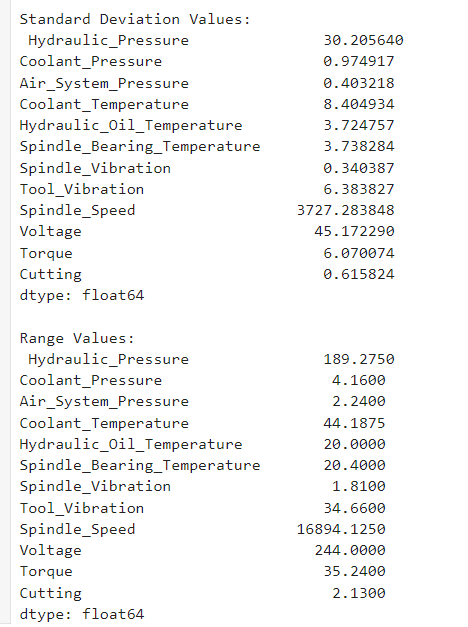 Standard Deviation Values:
 Hydraulic_Pressure              30.205640
Coolant_Pressure                0.974917
Air_System_Pressure             0.403218
Coolant_Temperature             8.404934
Hydraulic_Oil_Temperature       3.724757
Spindle_Bearing_Temperature     3.738284
Spindle_Vibration               0.340387
Tool_Vibration                  6.383827
Spindle_Speed                3727.283848
Voltage                        45.172290
Torque                          6.070074
Cutting                         0.615824
dtype: float64

Range Values:
 Hydraulic_Pressure              189.2750
Coolant_Pressure                 4.1600
Air_System_Pressure              2.2400
Coolant_Temperature             44.1875
Hydraulic_Oil_Temperature       20.0000
Spindle_Bearing_Temperature     20.4000
Spindle_Vibration                1.8100
Tool_Vibration                  34.6600
Spindle_Speed                16894.1250
Voltage                        244.0000
Torque                          35.2400
Cutting                          2.1300
dtype: float64